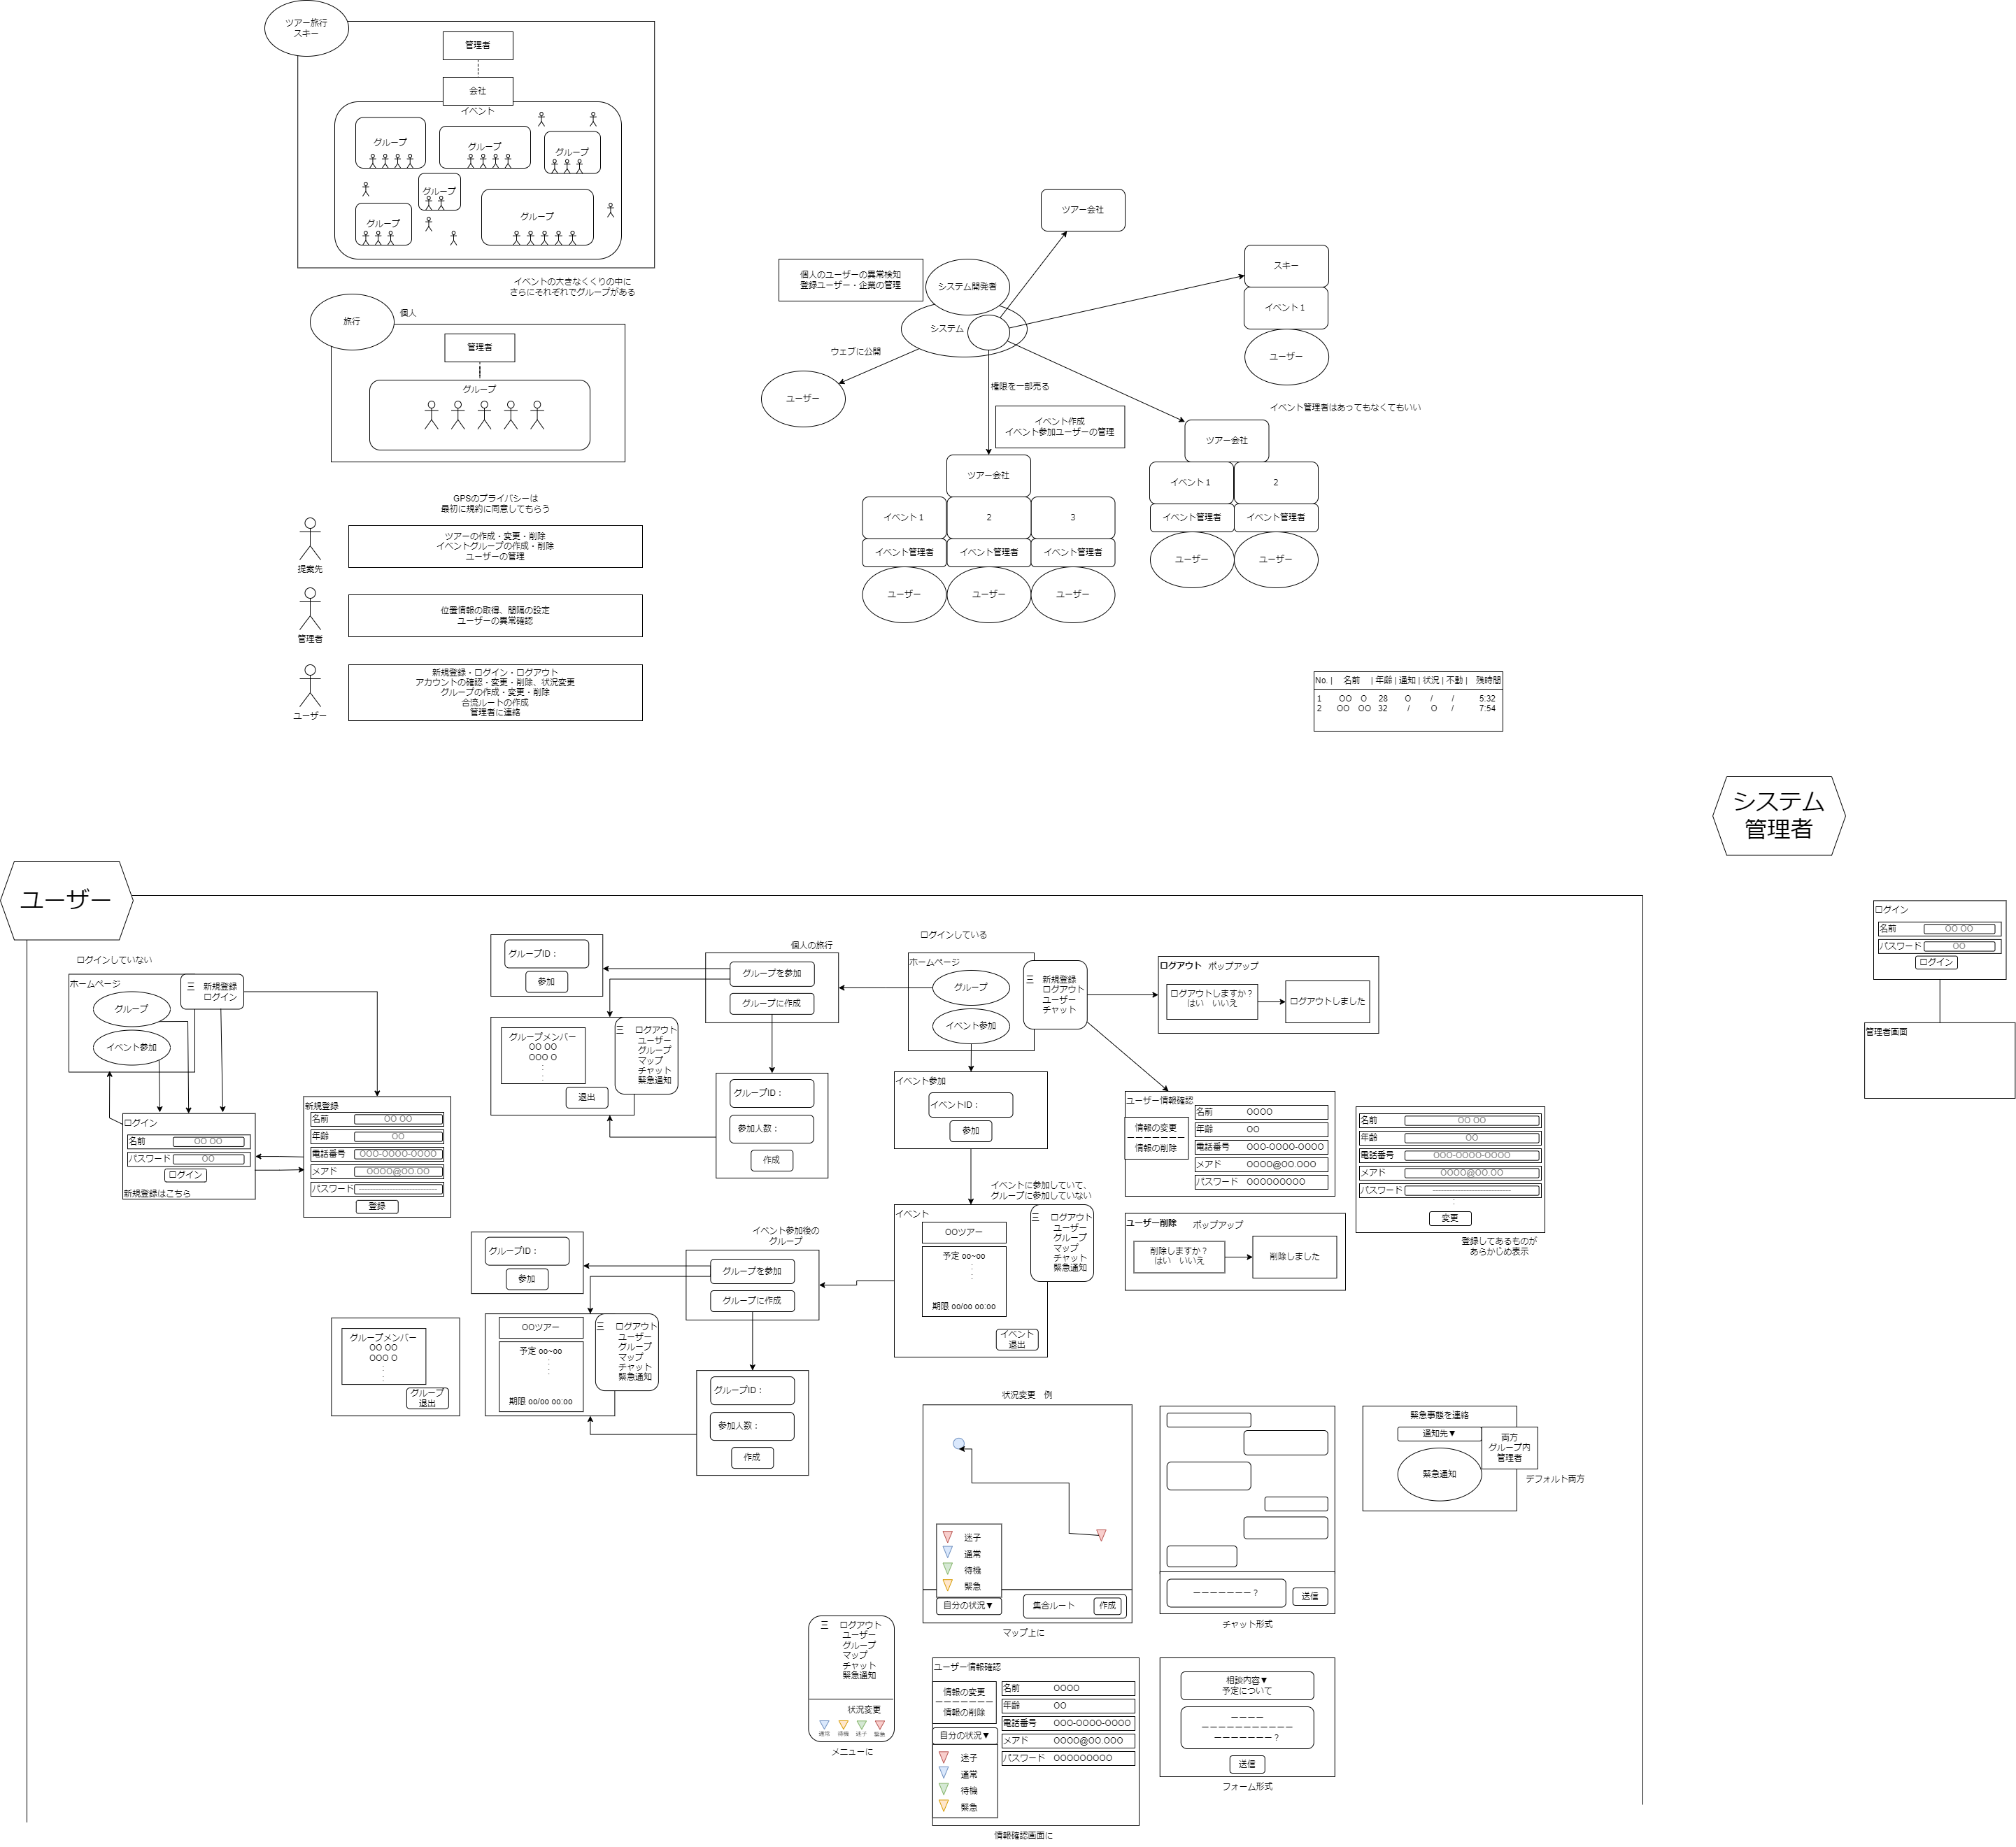 ツアー旅行
スキー
管理者
会社
イベント
グループ
グループ
グループ
グループ
グループ
グループ
イベントの大きなくくりの中に
さらにそれぞれでグループがある
旅行
個人
管理者
グループ
GPSのプライバシーは
最初に規約に同意してもらう
提案先
ツアーの作成・変更・削除
イベントグループの作成・削除
ユーザーの管理
管理者
位置情報の取得、間隔の設定
ユーザーの異常確認
ユーザー
新規登録・ログイン・ログアウト
アカウントの確認・変更・削除、状況変更
グループの作成・変更・削除
合流ルートの作成
管理者に連絡
ツアー会社
個人のユーザーの異常検知
登録ユーザー・企業の管理
システム開発者
システム
スキー
イベント1
ユーザー
ウェブに公開
ユーザー
権限を一部売る
イベント作成
イベント参加ユーザーの管理
イベント管理者はあってもなくてもいい
ツアー会社
イベント1
2
3
イベント管理者
イベント管理者
イベント管理者
ユーザー
ユーザー
ユーザー
ツアー会社
イベント1
2
イベント管理者
イベント管理者
ユーザー
ユーザー
No. | 名前 | 年齢 | 通知 | 状況 | 不動 | 残時間
1 OO O 28 O / / 5:32
2 OO OO 32 / O / 7:54
システム
管理者
ログイン
名前 OO OO
パスワード OO
ログイン
管理者画面
ユーザー
ログインしていない
ホームページ
グループ
イベント参加
三 新規登録
ログイン
ログイン
名前 OO OO
パスワード OO
ログイン
新規登録はこちら
新規登録
名前 OO OO
年齢 OO
電話番号 OOO-OOOO-OOOO
メアド OOOO@OO.OO
パスワード ------------------------------
登録
個人の旅行
グループを参加
グループに作成
グループID：
参加
グループメンバー
OO OO
OOO O
:
:
退出
三 ログアウト
ユーザー
グループ
マップ
チャット
緊急通知
グループID：
参加人数：
作成
ログインしている
ホームページ
グループ
イベント参加
三 新規登録
ログアウト
ユーザー
チャット
ログアウト ポップアップ
ログアウトしますか？
はい いいえ
ログアウトしました
イベント参加
イベントID：
参加
ユーザー情報確認
情報の変更
ーーーーーーー
情報の削除
名前 OOOO
年齢 OO
電話番号 OOO-OOOO-OOOO
メアド OOOO@OO.OOO
パスワード OOOOOOOOO
名前 OO OO
年齢 OO
電話番号 OOO-OOOO-OOOO
メアド OOOO@OO.OO
パスワード ------------------------------
:
変更
登録してあるものが
あらかじめ表示
ユーザー削除 ポップアップ
削除しますか？
はい いいえ
削除しました
イベントに参加していて、
グループに参加していない
イベント
OOツアー
予定 oo~oo
:
:
期限 oo/oo oo:oo
イベント
退出
三 ログアウト
ユーザー
グループ
マップ
チャット
緊急通知
イベント参加後の
グループ
グループを参加
グループに作成
グループID：
参加
OOツアー
予定 oo~oo
:
:
期限 oo/oo oo:oo
三 ログアウト
ユーザー
グループ
マップ
チャット
緊急通知
グループメンバー
OO OO
OOO O
:
:
グループ
退出
グループID：
参加人数：
作成
状況変更 例
迷子
通常
待機
緊急
自分の状況▼
集合ルート 作成
マップ上に
ーーーーーーー？
送信
チャット形式
緊急事態を連絡
通知先▼
緊急通知
両方
グループ内
管理者
デフォルト両方
三 ログアウト
ユーザー
グループ
マップ
チャット
緊急通知
状況変更
通常 待機 迷子 緊急
メニューに
ユーザー情報確認
情報の変更
ーーーーーーー
情報の削除
名前 OOOO
年齢 OO
電話番号 OOO-OOOO-OOOO
メアド OOOO@OO.OOO
パスワード OOOOOOOOO
自分の状況▼
迷子
通常
待機
緊急
情報確認画面に
相談内容▼
予定について
ーーーー
ーーーーーーーーーーー
ーーーーーーー？
送信
フォーム形式